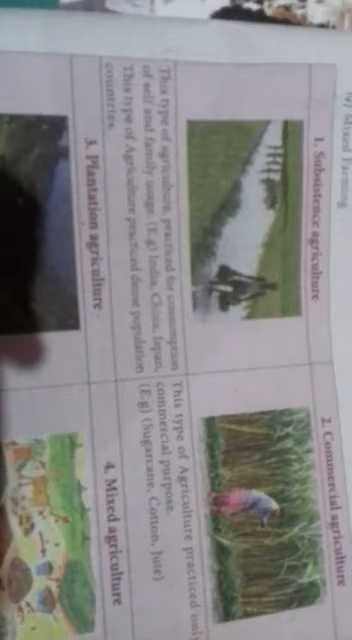 iv) Mixed Farming
1. Subsistence agriculture
2. Commercial agriculture
This type of agriculture, practiced for consumption
of self and family usage. (E.g) India, China, Japan,
This type of Agriculture practiced dense population
countries.
This type of Agriculture practiced only
commercial purpose.
(E.g) (Sugarcane, Cotton, Jute)
3. Plantation agriculture
4. Mixed agriculture